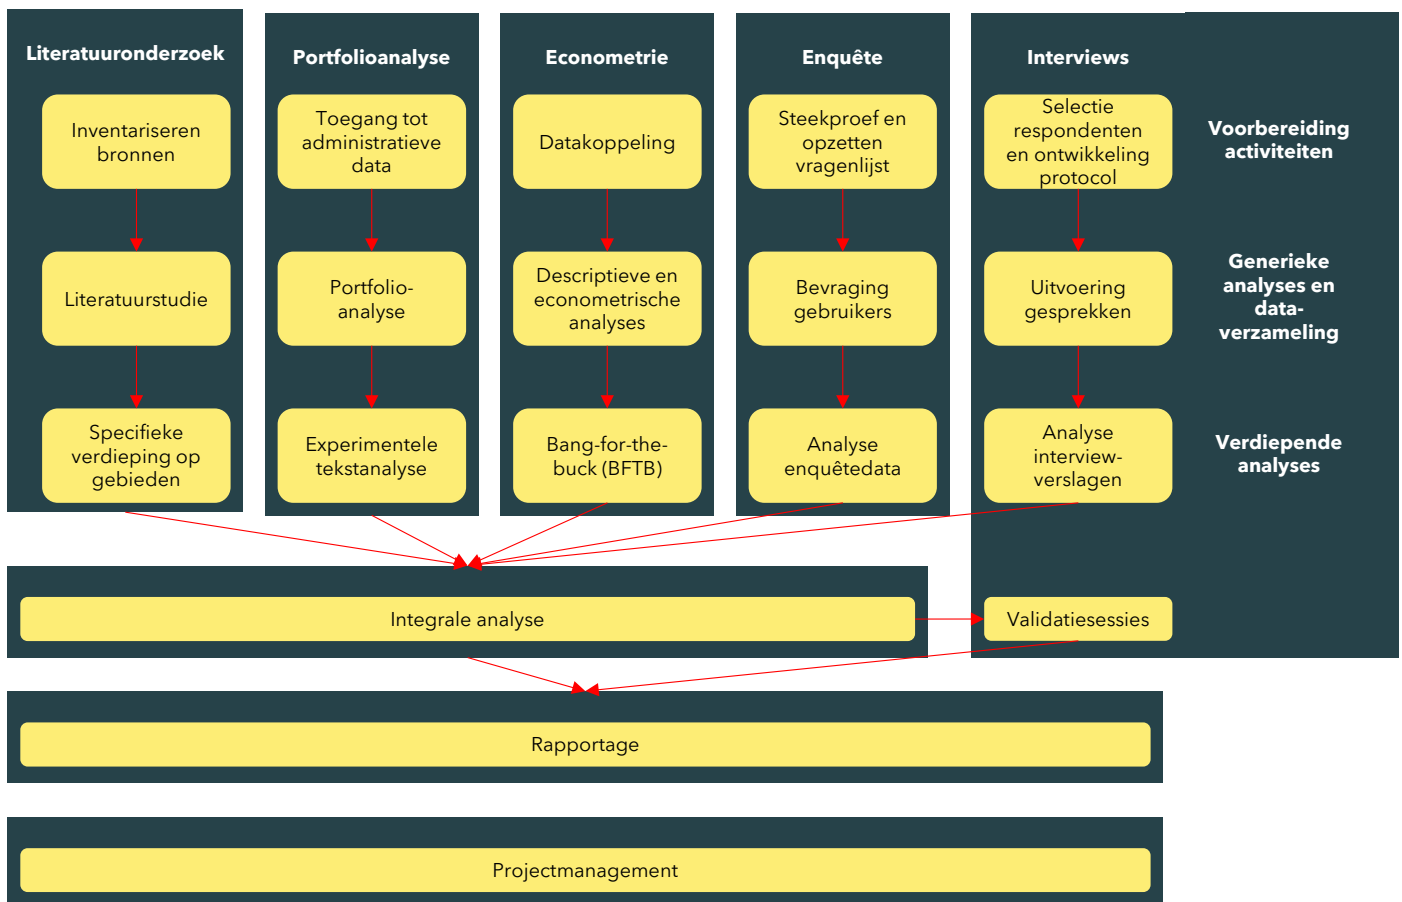 Literatuuronderzoek
Portfolioanalyse
Econometrie
Enquête
Interviews
Inventariseren
bronnen
Toegang tot
administratieve
data
Datakoppeling
Steekproef en
opzetten
vragenlijst
Selectie
respondenten
en ontwikkeling
protocol
Voorbereiding
activiteiten
Literatuurstudie
Portfolio-
analyse
Descriptieve en
econometrische
analyses
Bevraging
gebruikers
Uitvoering
gesprekken
Generieke
analyses en
data-
verzameling
Specifieke
verdieping op
gebieden
Experimentele
tekstanalyse
Bang-for-the-
buck (BFTB)
Analyse
enquêtedata
Analyse
interview-
verslagen
Verdiepende
analyses
Integrale analyse
Validatiesessies
Rapportage
Projectmanagement